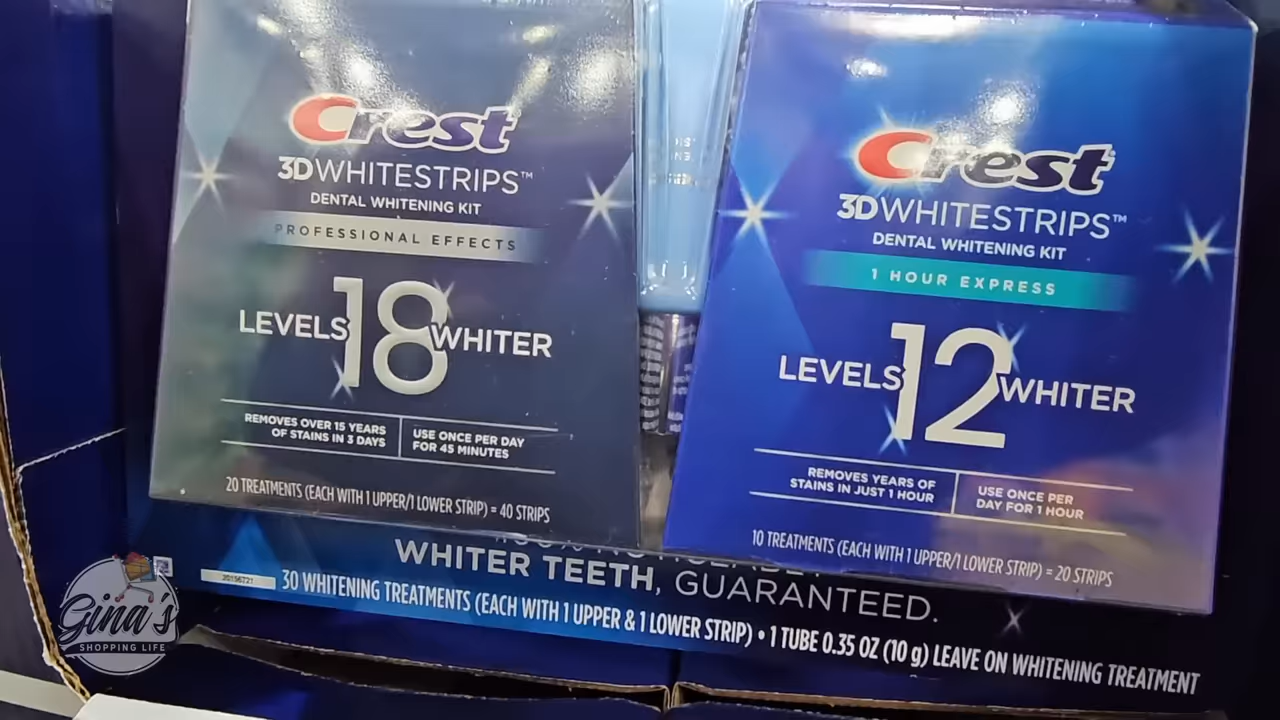 Crest
3DWHITESTRIPS™
DENTAL WHITENING KIT
PROFESSIONAL EFFECTS
LEVELS 18 WHITER
REMOVES OVER 15 YEARS
OF STAINS IN 3 DAYS
USE ONCE PER DAY
FOR 45 MINUTES
20 TREATMENTS (EACH WITH 1 UPPER/1 LOWER STRIP) = 40 STRIPS
Crest
3DWHITESTRIPS™
DENTAL WHITENING KIT
1 HOUR EXPRESS
LEVELS 12 WHITER
REMOVES YEARS OF
STAINS IN JUST 1 HOUR
USE ONCE PER
DAY FOR 1 HOUR
10 TREATMENTS (EACH WITH 1 UPPER/1 LOWER STRIP) = 20 STRIPS
WHITER TEETH, GUARANTEED.
30 WHITENING TREATMENTS (EACH WITH 1 UPPER & 1 LOWER STRIP) • 1 TUBE 0.35 OZ (10 g) LEAVE ON WHITENING TREATMENT
Gina's
SHOPPING LIFE